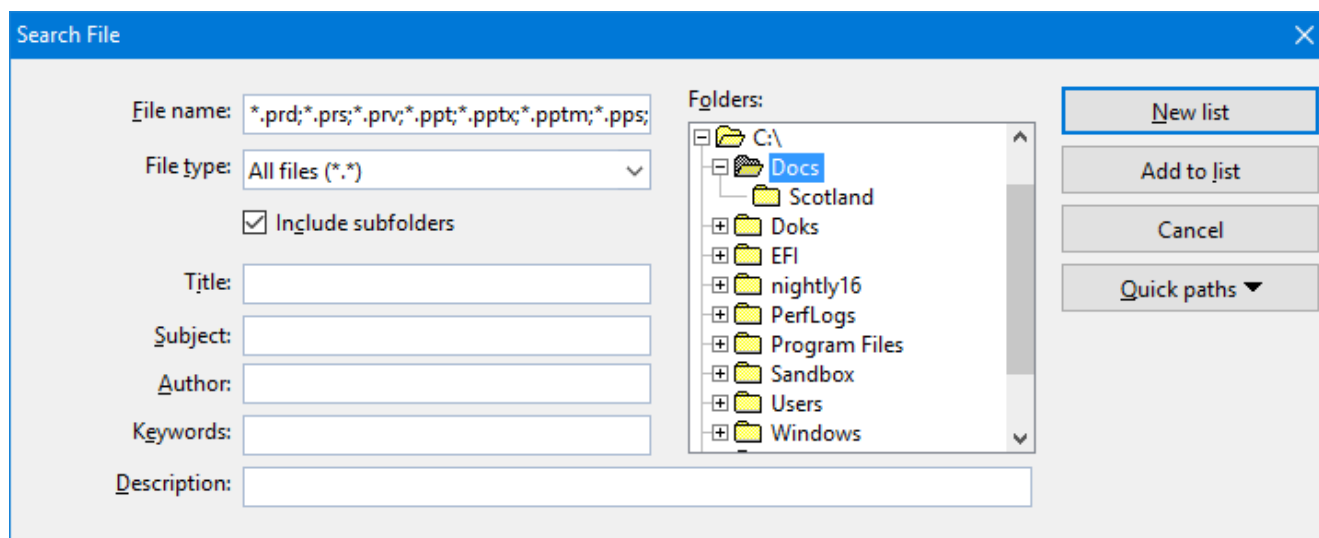 Search File
File name: *.prd;*.prs;*.prv;*.ppt;*.pptx;*.pptm;*.pps;
File type: All files (*.*)
Include subfolders
Title:
Subject:
Author:
Keywords:
Description:
Folders:
C:\
Docs
Scotland
Doks
EFI
nightly16
PerfLogs
Program Files
Sandbox
Users
Windows
New list
Add to list
Cancel
Quick paths